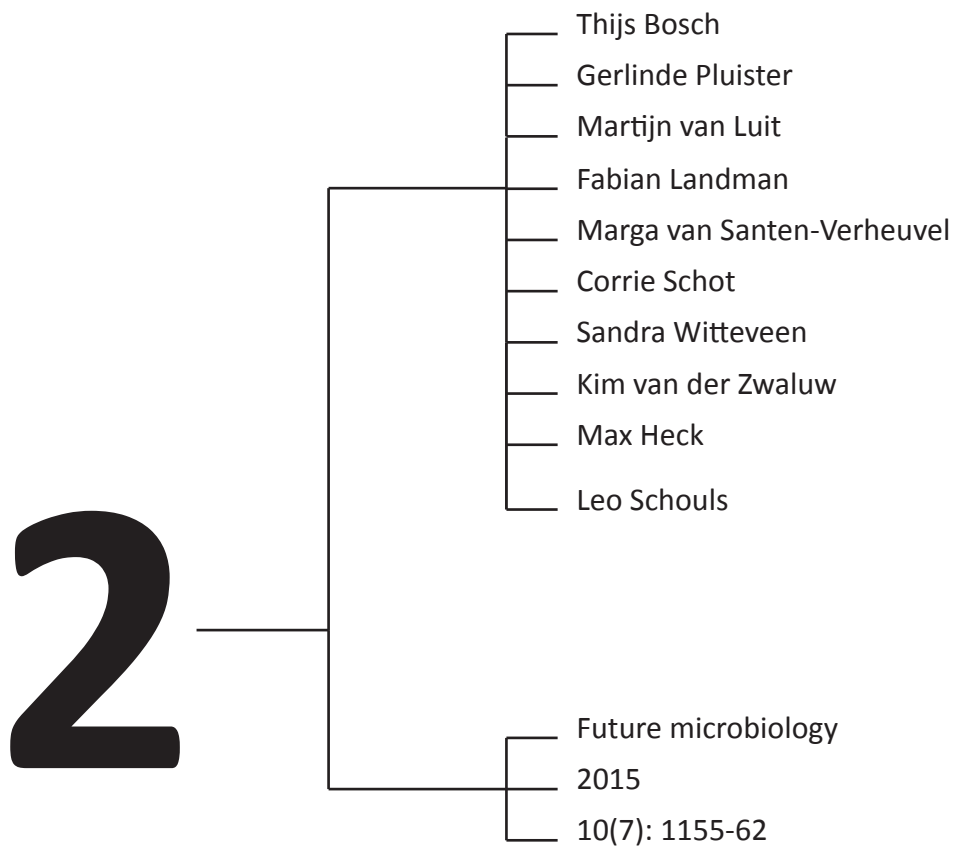 Thijs Bosch
Gerlinde Pluister
Martijn van Luit
Fabian Landman
Marga van Santen-Verheuvel
Corrie Schot
Sandra Witteveen
Kim van der Zwaluw
Max Heck
Leo Schouls
2
Future microbiology
2015
10(7): 1155-62